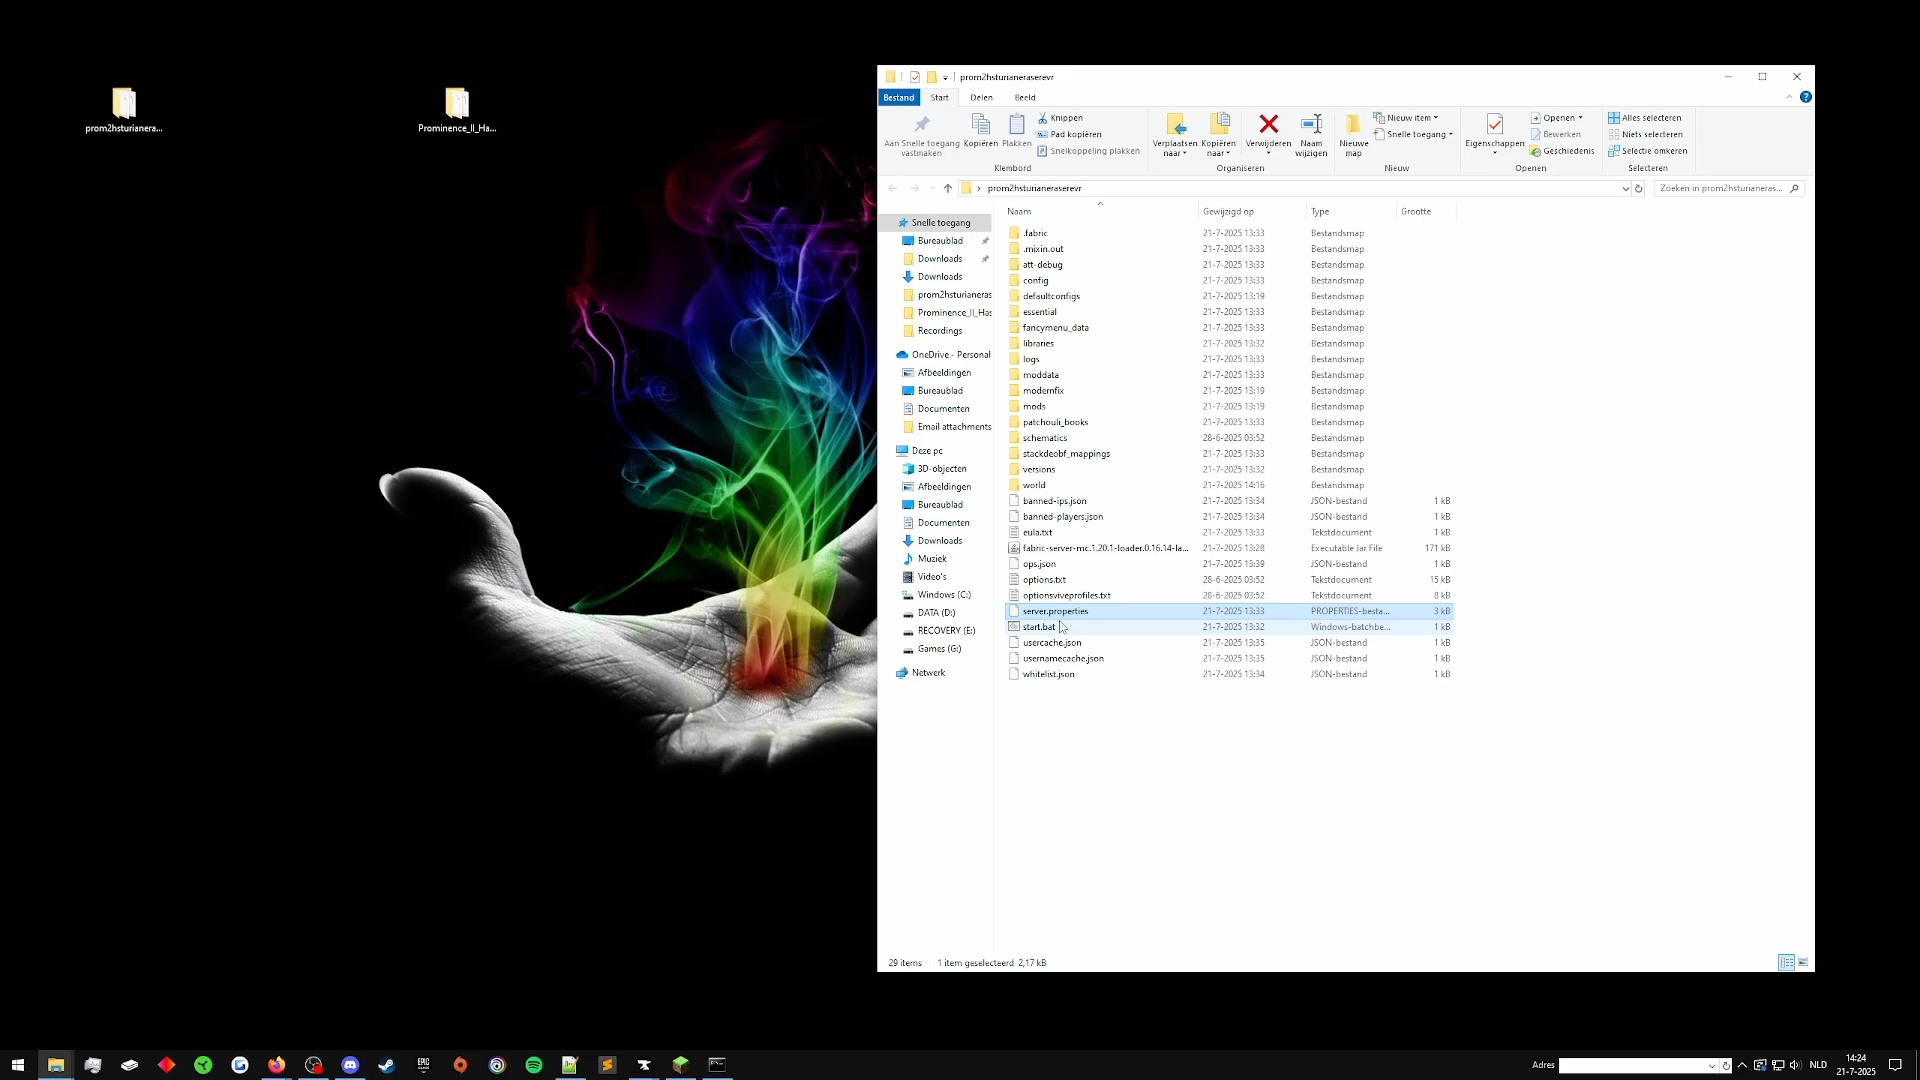 prom2hsturianera...
Prominence_II_Ha...
prom2hsturianeraserevr
Bestand
Start
Delen
Beeld
Aan Snelle toegang vastmaken
Kopiëren
Plakken
Knippen
Pad kopiëren
Snelkoppeling plakken
Klembord
Verplaatsen naar
Kopiëren naar
Verwijderen
Naam wijzigen
Organiseren
Nieuwe map
Nieuw item
Snelle toegang
Nieuw
Eigenschappen
Openen
Bewerken
Geschiedenis
Openen
Alles selecteren
Niets selecteren
Selectie omkeren
Selecteren
prom2hsturianeraserevr
Zoeken in prom2hsturianeras...
Naam Gewijzigd op Type Grootte
Snelle toegang
Bureaublad
Downloads
Downloads
prom2hsturianeras
Prominence_II_Has
Recordings
OneDrive - Personal
Afbeeldingen
Bureaublad
Documenten
Email attachments
Deze pc
3D-objecten
Afbeeldingen
Bureaublad
Documenten
Downloads
Muziek
Video's
Windows (C:)
DATA (D:)
RECOVERY (E:)
Games (G:)
Netwerk
.fabric 21-7-2025 13:33 Bestandsmap
.mixin.out 21-7-2025 13:33 Bestandsmap
att-debug 21-7-2025 13:33 Bestandsmap
config 21-7-2025 13:33 Bestandsmap
defaultconfigs 21-7-2025 13:19 Bestandsmap
essential 21-7-2025 13:33 Bestandsmap
fancymenu_data 21-7-2025 13:33 Bestandsmap
libraries 21-7-2025 13:32 Bestandsmap
logs 21-7-2025 13:33 Bestandsmap
moddata 21-7-2025 13:33 Bestandsmap
modernfix 21-7-2025 13:19 Bestandsmap
mods 21-7-2025 13:19 Bestandsmap
patchouli_books 21-7-2025 13:33 Bestandsmap
schematics 28-6-2025 03:52 Bestandsmap
stackdeobf_mappings 21-7-2025 13:33 Bestandsmap
versions 21-7-2025 13:32 Bestandsmap
world 21-7-2025 14:16 Bestandsmap
banned-ips.json 21-7-2025 13:34 JSON-bestand 1 kB
banned-players.json 21-7-2025 13:34 JSON-bestand 1 kB
eula.txt 21-7-2025 13:33 Tekstdocument 1 kB
fabric-server-mc.1.20.1-loader.0.16.14-la... 21-7-2025 13:28 Executable Jar File 171 kB
ops.json 21-7-2025 13:39 JSON-bestand 1 kB
options.txt 28-6-2025 03:52 Tekstdocument 15 kB
optionsviveprofiles.txt 28-6-2025 03:52 Tekstdocument 8 kB
server.properties 21-7-2025 13:33 PROPERTIES-besta... 3 kB
start.bat 21-7-2025 13:32 Windows-batchbe... 1 kB
usercache.json 21-7-2025 13:35 JSON-bestand 1 kB
usernamecache.json 21-7-2025 13:35 JSON-bestand 1 kB
whitelist.json 21-7-2025 13:34 JSON-bestand 1 kB
29 items 1 item geselecteerd 2,17 kB
EPIC GAMES
Adres
NLD
14:24
21-7-2025